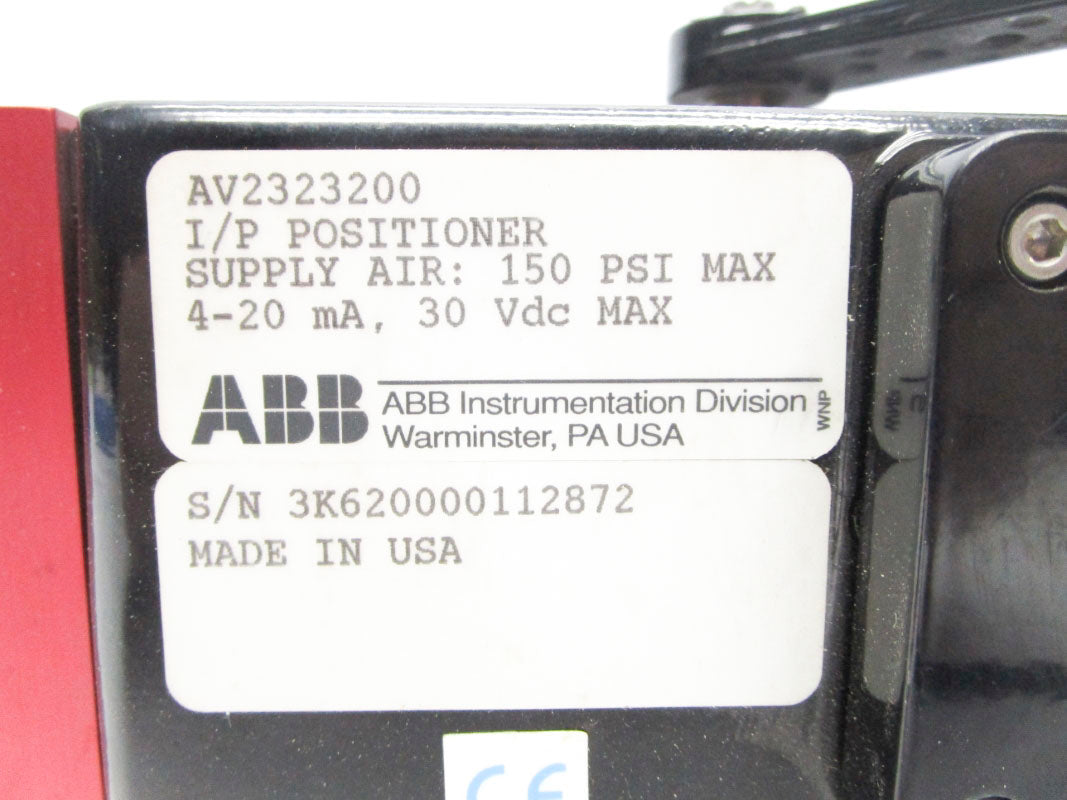 AV2323200
I/P POSITIONER
SUPPLY AIR: 150 PSI MAX
4-20 mA, 30 Vdc MAX
ABB
ABB Instrumentation Division
Warminster, PA USA
WNP
S/N 3K620000112872
MADE IN USA
CE